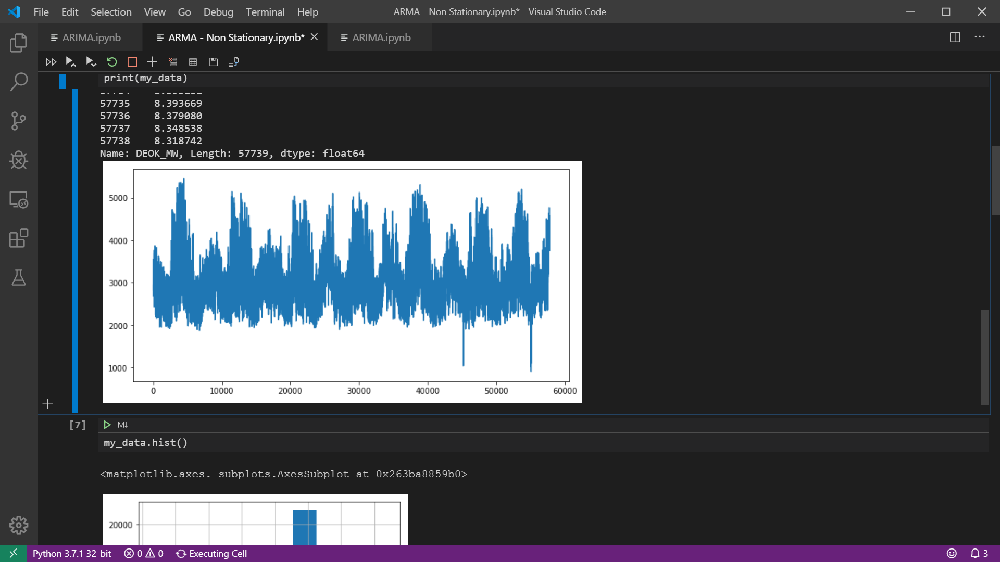 File Edit Selection View Go Debug Terminal Help ARMA - Non Stationary.ipynb* - Visual Studio Code
ARIMA.ipynb ARMA - Non Stationary.ipynb* ARIMA.ipynb
print(my_data)
57735 8.393669
57736 8.379080
57737 8.348538
57738 8.318742
Name: DEOK_MW, Length: 57739, dtype: float64
5000
4000
3000
2000
1000
0 10000 20000 30000 40000 50000 60000
[7] M↓
my_data.hist()
<matplotlib.axes._subplots.AxesSubplot at 0x263ba8859b0>
20000
Python 3.7.1 32-bit 0 0 Executing Cell 3